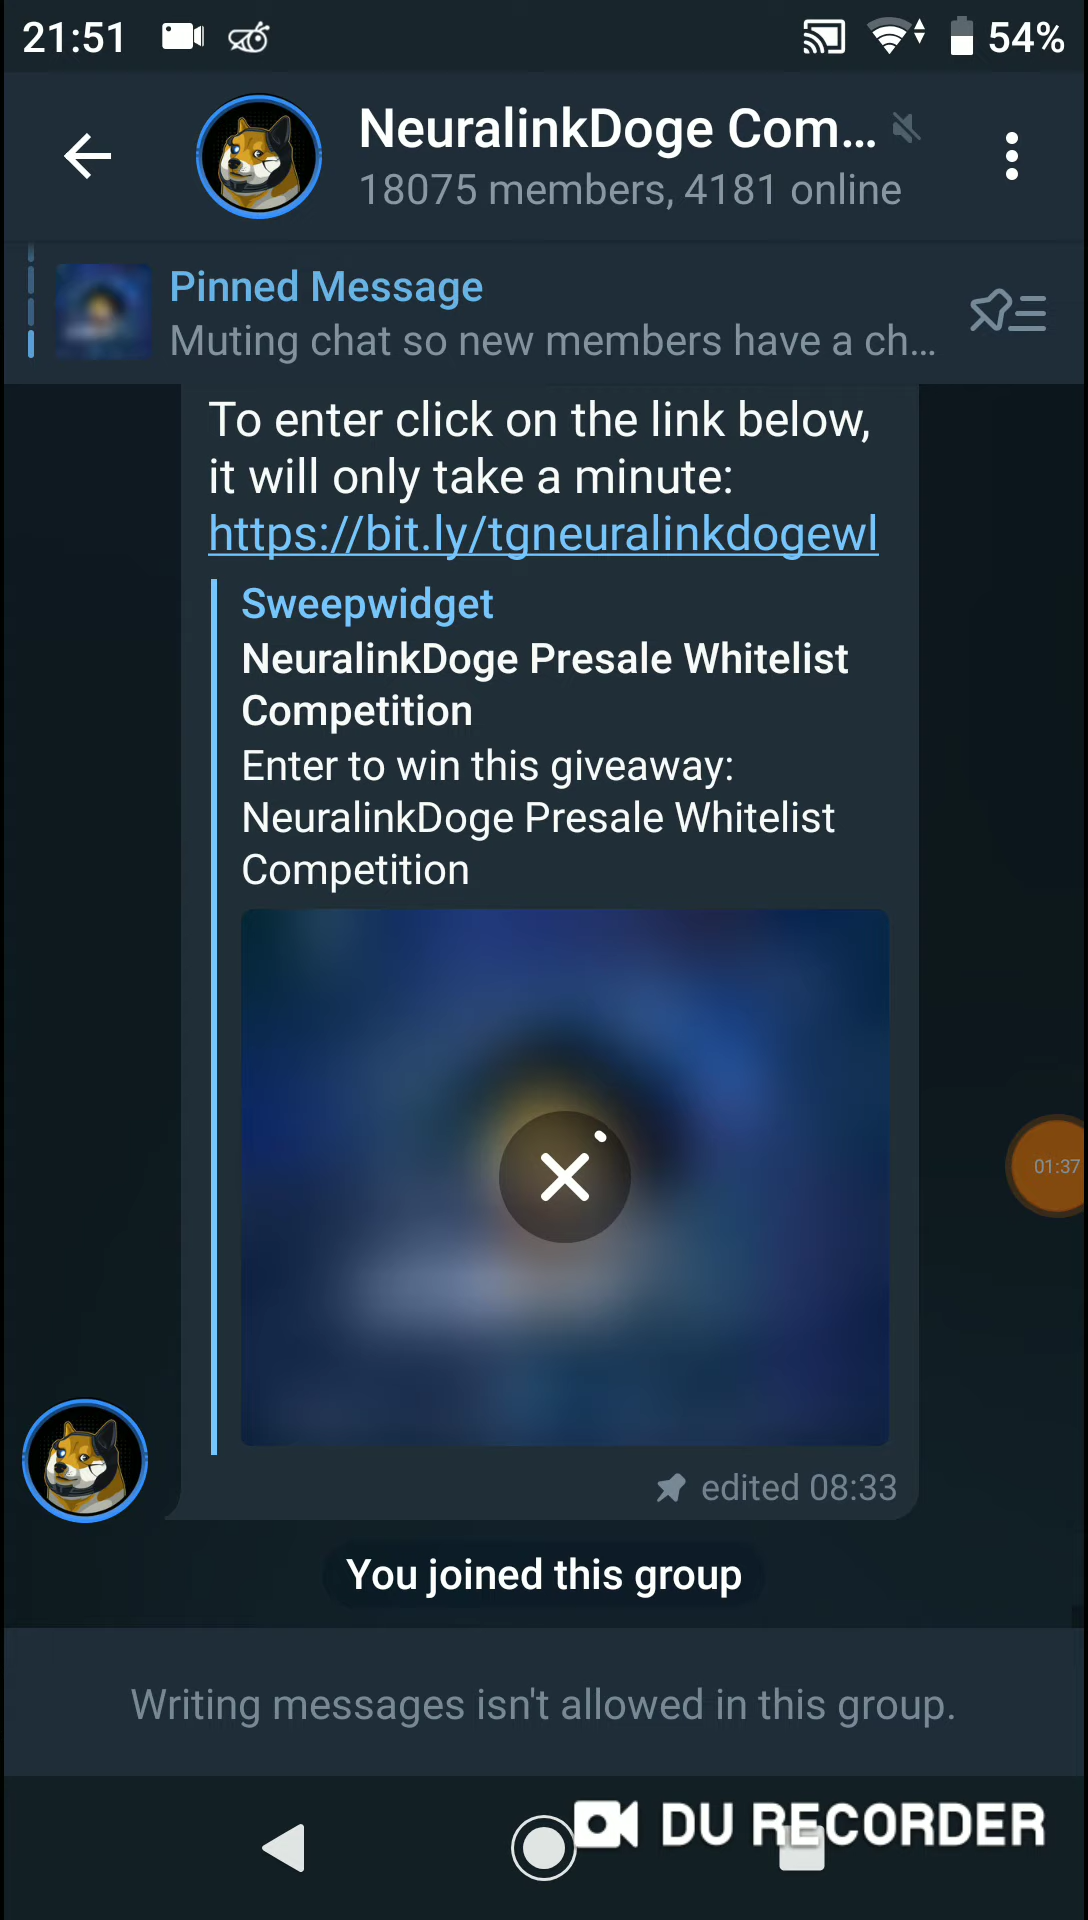 21:51
54%
NeuralinkDoge Com...
18075 members, 4181 online
Pinned Message
Muting chat so new members have a ch...
To enter click on the link below,
it will only take a minute:
https://bit.ly/tgneuralinkdogewl
Sweepwidget
NeuralinkDoge Presale Whitelist
Competition
Enter to win this giveaway:
NeuralinkDoge Presale Whitelist
Competition
01:37
edited 08:33
You joined this group
Writing messages isn't allowed in this group.
DU RECORDER